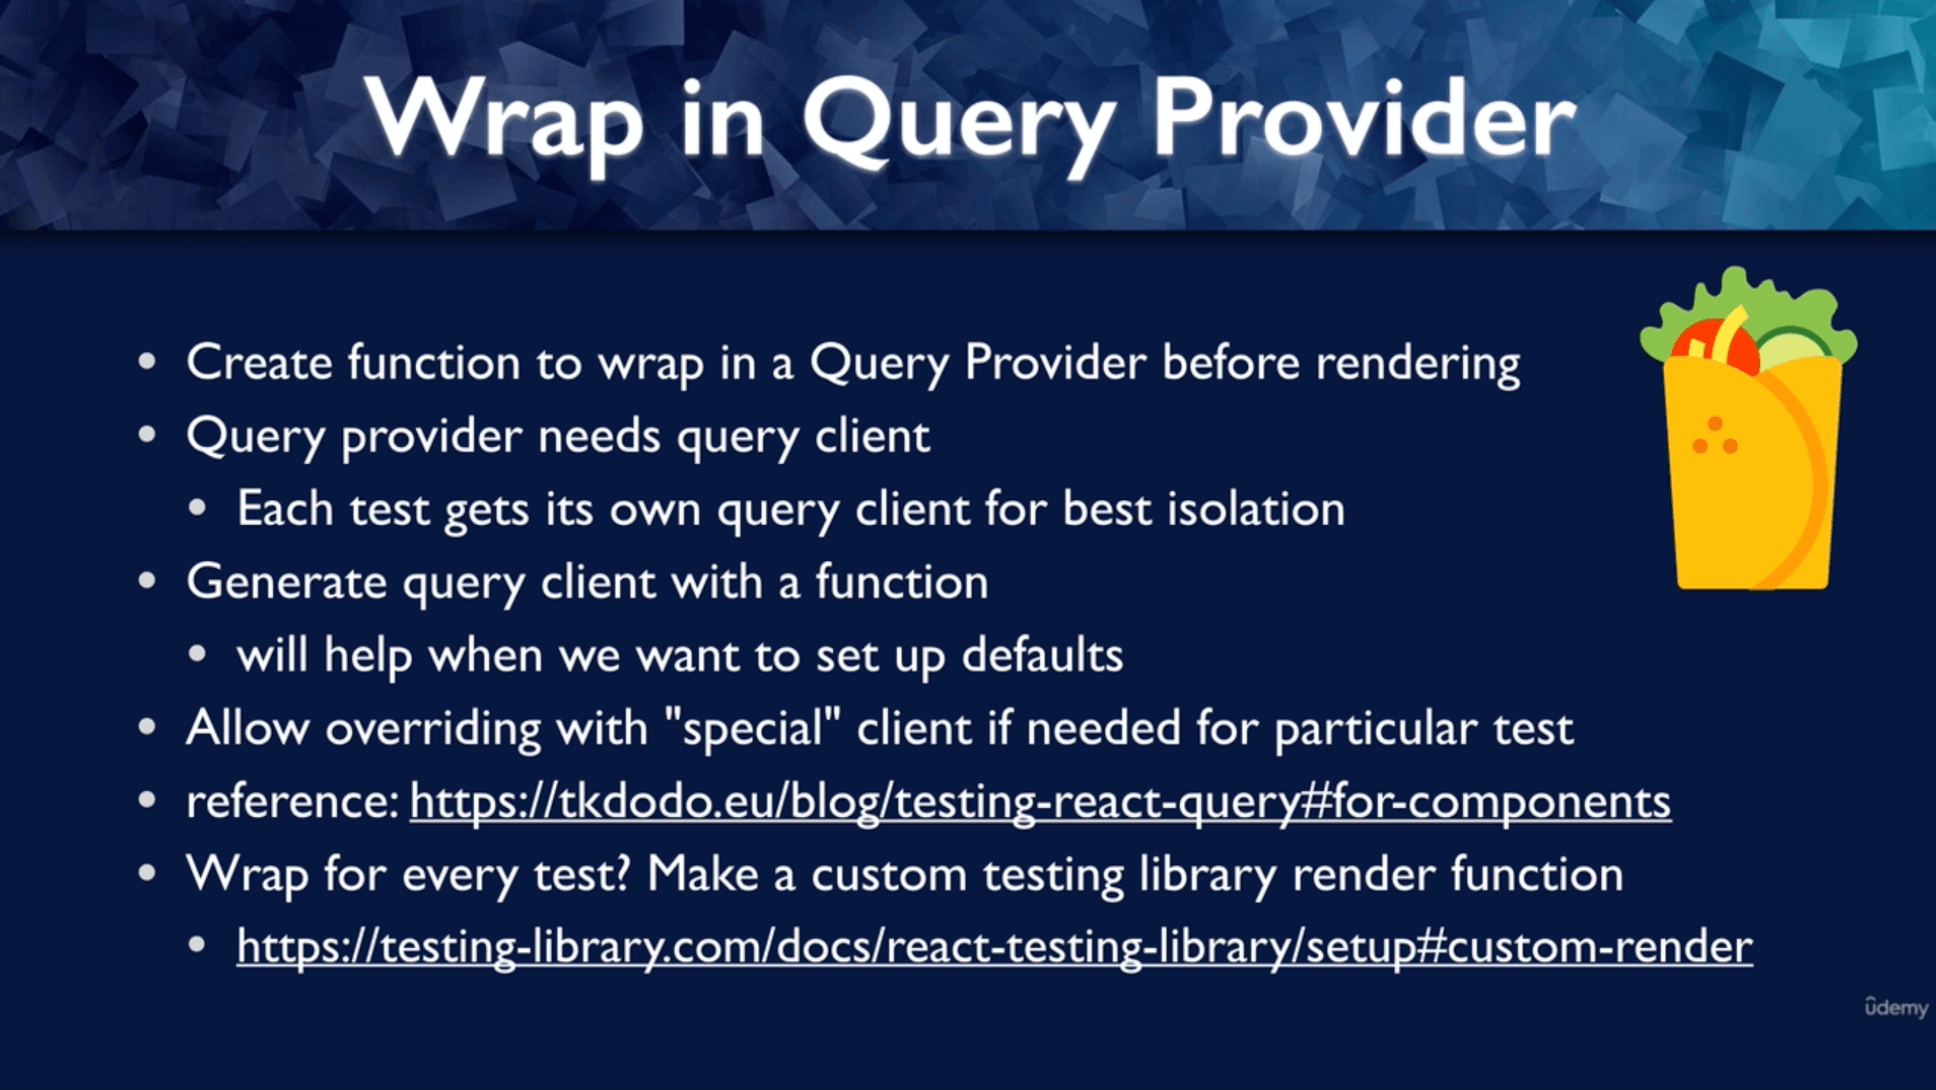 Wrap in Query Provider
• Create function to wrap in a Query Provider before rendering
• Query provider needs query client
• Each test gets its own query client for best isolation
• Generate query client with a function
• will help when we want to set up defaults
• Allow overriding with "special" client if needed for particular test
• reference: https://tkdodo.eu/blog/testing-react-query#for-components
• Wrap for every test? Make a custom testing library render function
• https://testing-library.com/docs/react-testing-library/setup#custom-render
ûdemy